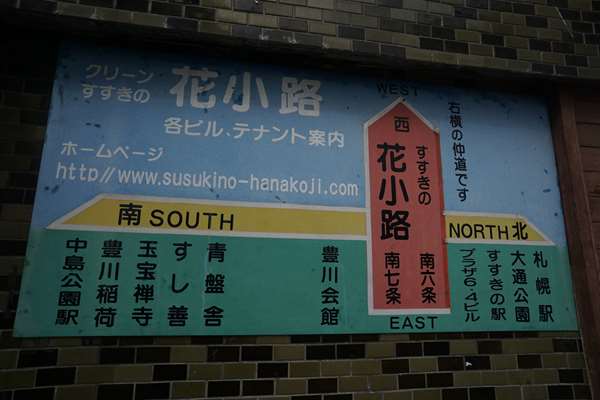 クリーン
すすきの
花小路
各ビル、テナント案内
ホームページ
http//www.susukino-hanakoji.com
WEST
西
すすきの
花小路
南六条
南七条
EAST
右横の仲道です
南 SOUTH
NORTH 北
札幌駅
大通公園
すすきの駅
プラザ6・4ビル
豊川会館
青盤舎
すし善
玉宝禅寺
豊川稲荷
中島公園駅